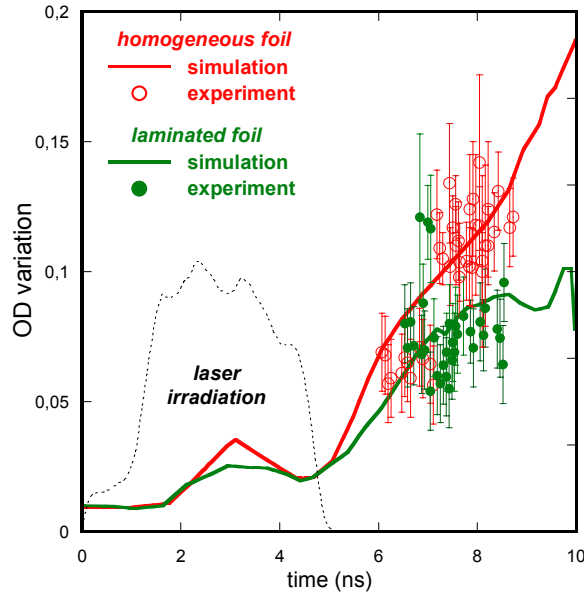 0,2
homogeneous foil
simulation
experiment
0,15
laminated foil
simulation
experiment
OD variation
0,1
laser
irradiation
0,05
0
0
2
4
6
8
10
time (ns)